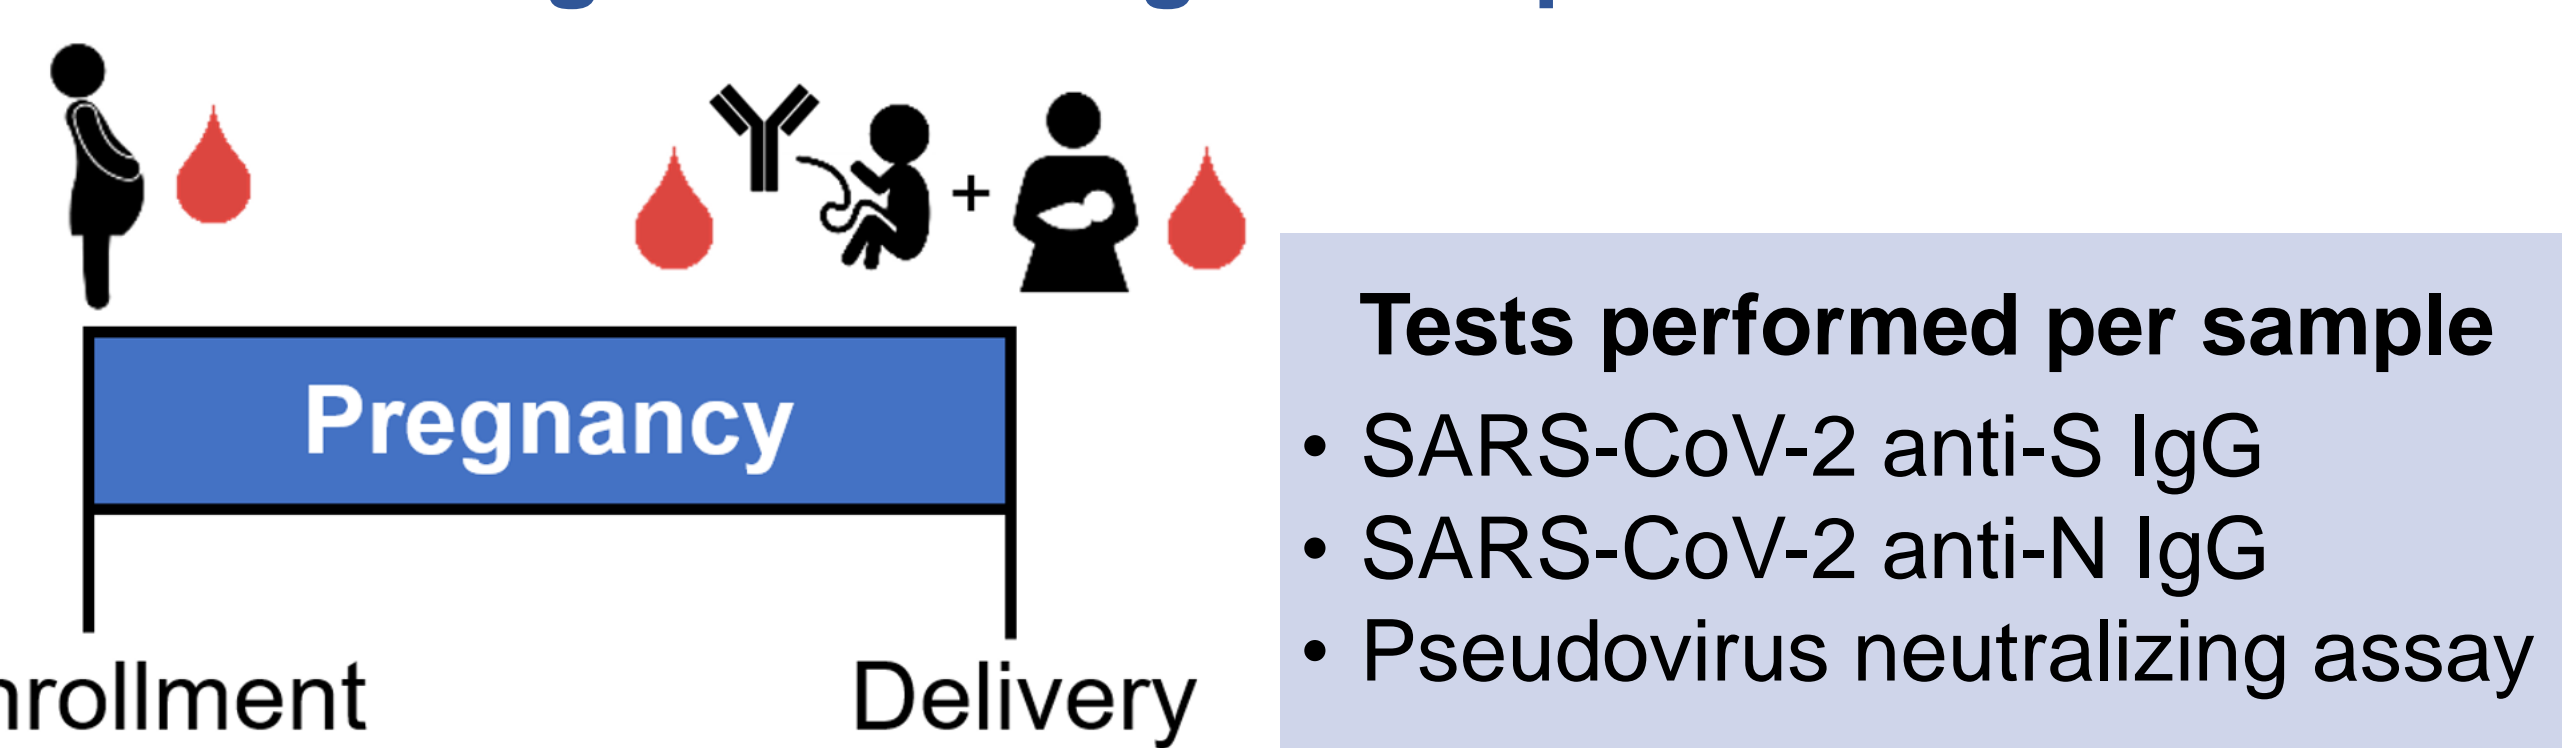 Pregnancy
nrollment
Delivery
Tests performed per sample
• SARS-CoV-2 anti-S IgG
• SARS-CoV-2 anti-N IgG
• Pseudovirus neutralizing assay